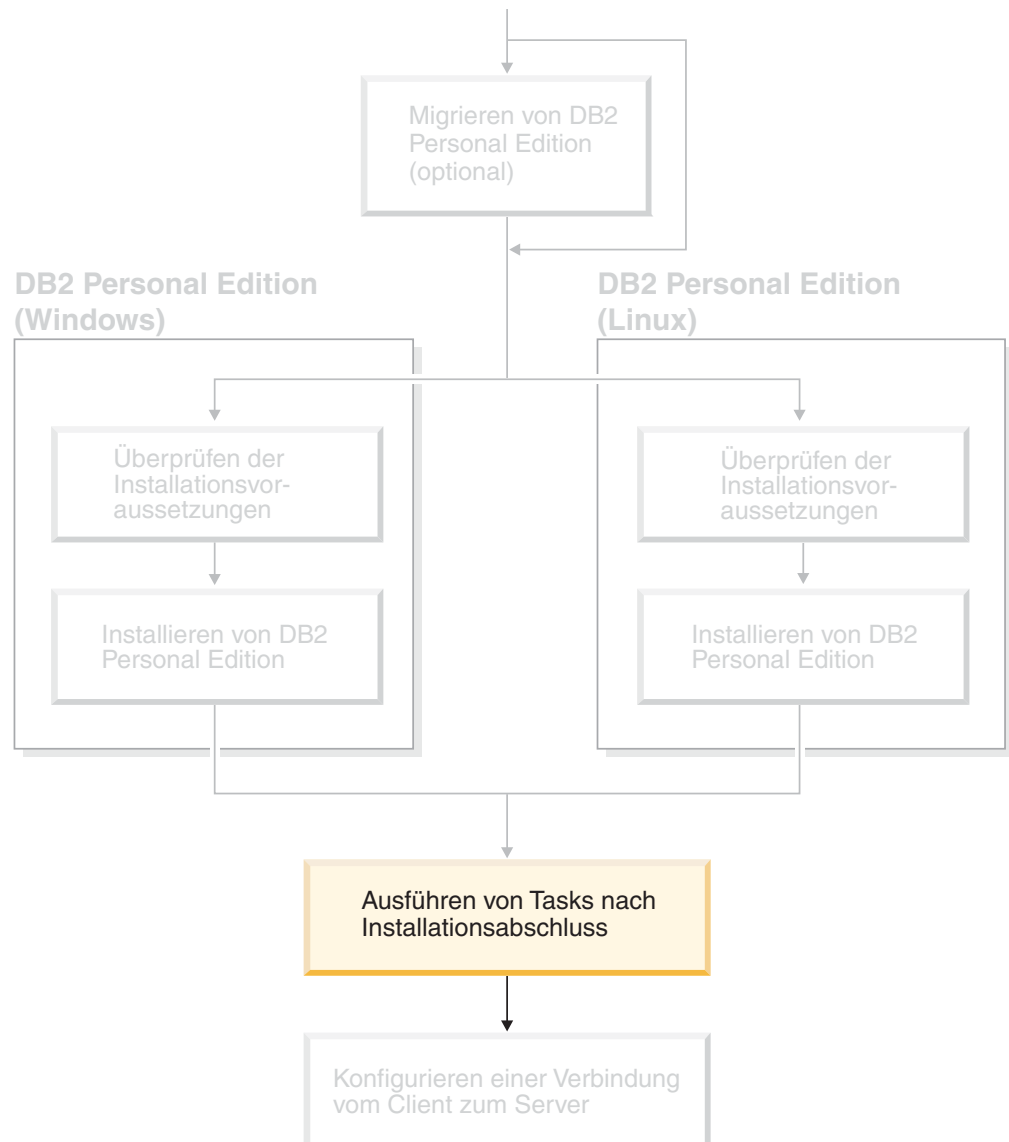 Migrieren von DB2
Personal Edition
(optional)
DB2 Personal Edition
(Windows)
DB2 Personal Edition
(Linux)
Überprüfen der
Installationsvor-
aussetzungen
Überprüfen der
Installationsvor-
aussetzungen
Installieren von DB2
Personal Edition
Installieren von DB2
Personal Edition
Ausführen von Tasks nach
Installationsabschluss
Konfigurieren einer Verbindung
vom Client zum Server